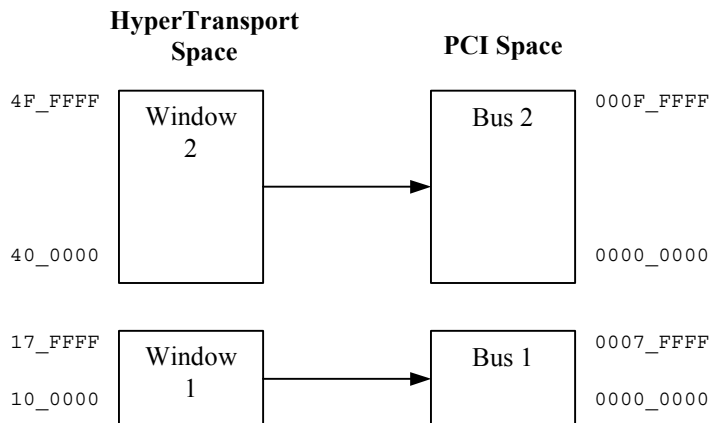 HyperTransport
Space
PCI Space
4F_FFFF
Window
2
Bus 2
000F_FFFF
40_0000
0000_0000
17_FFFF
Window
1
Bus 1
0007_FFFF
10_0000
0000_0000